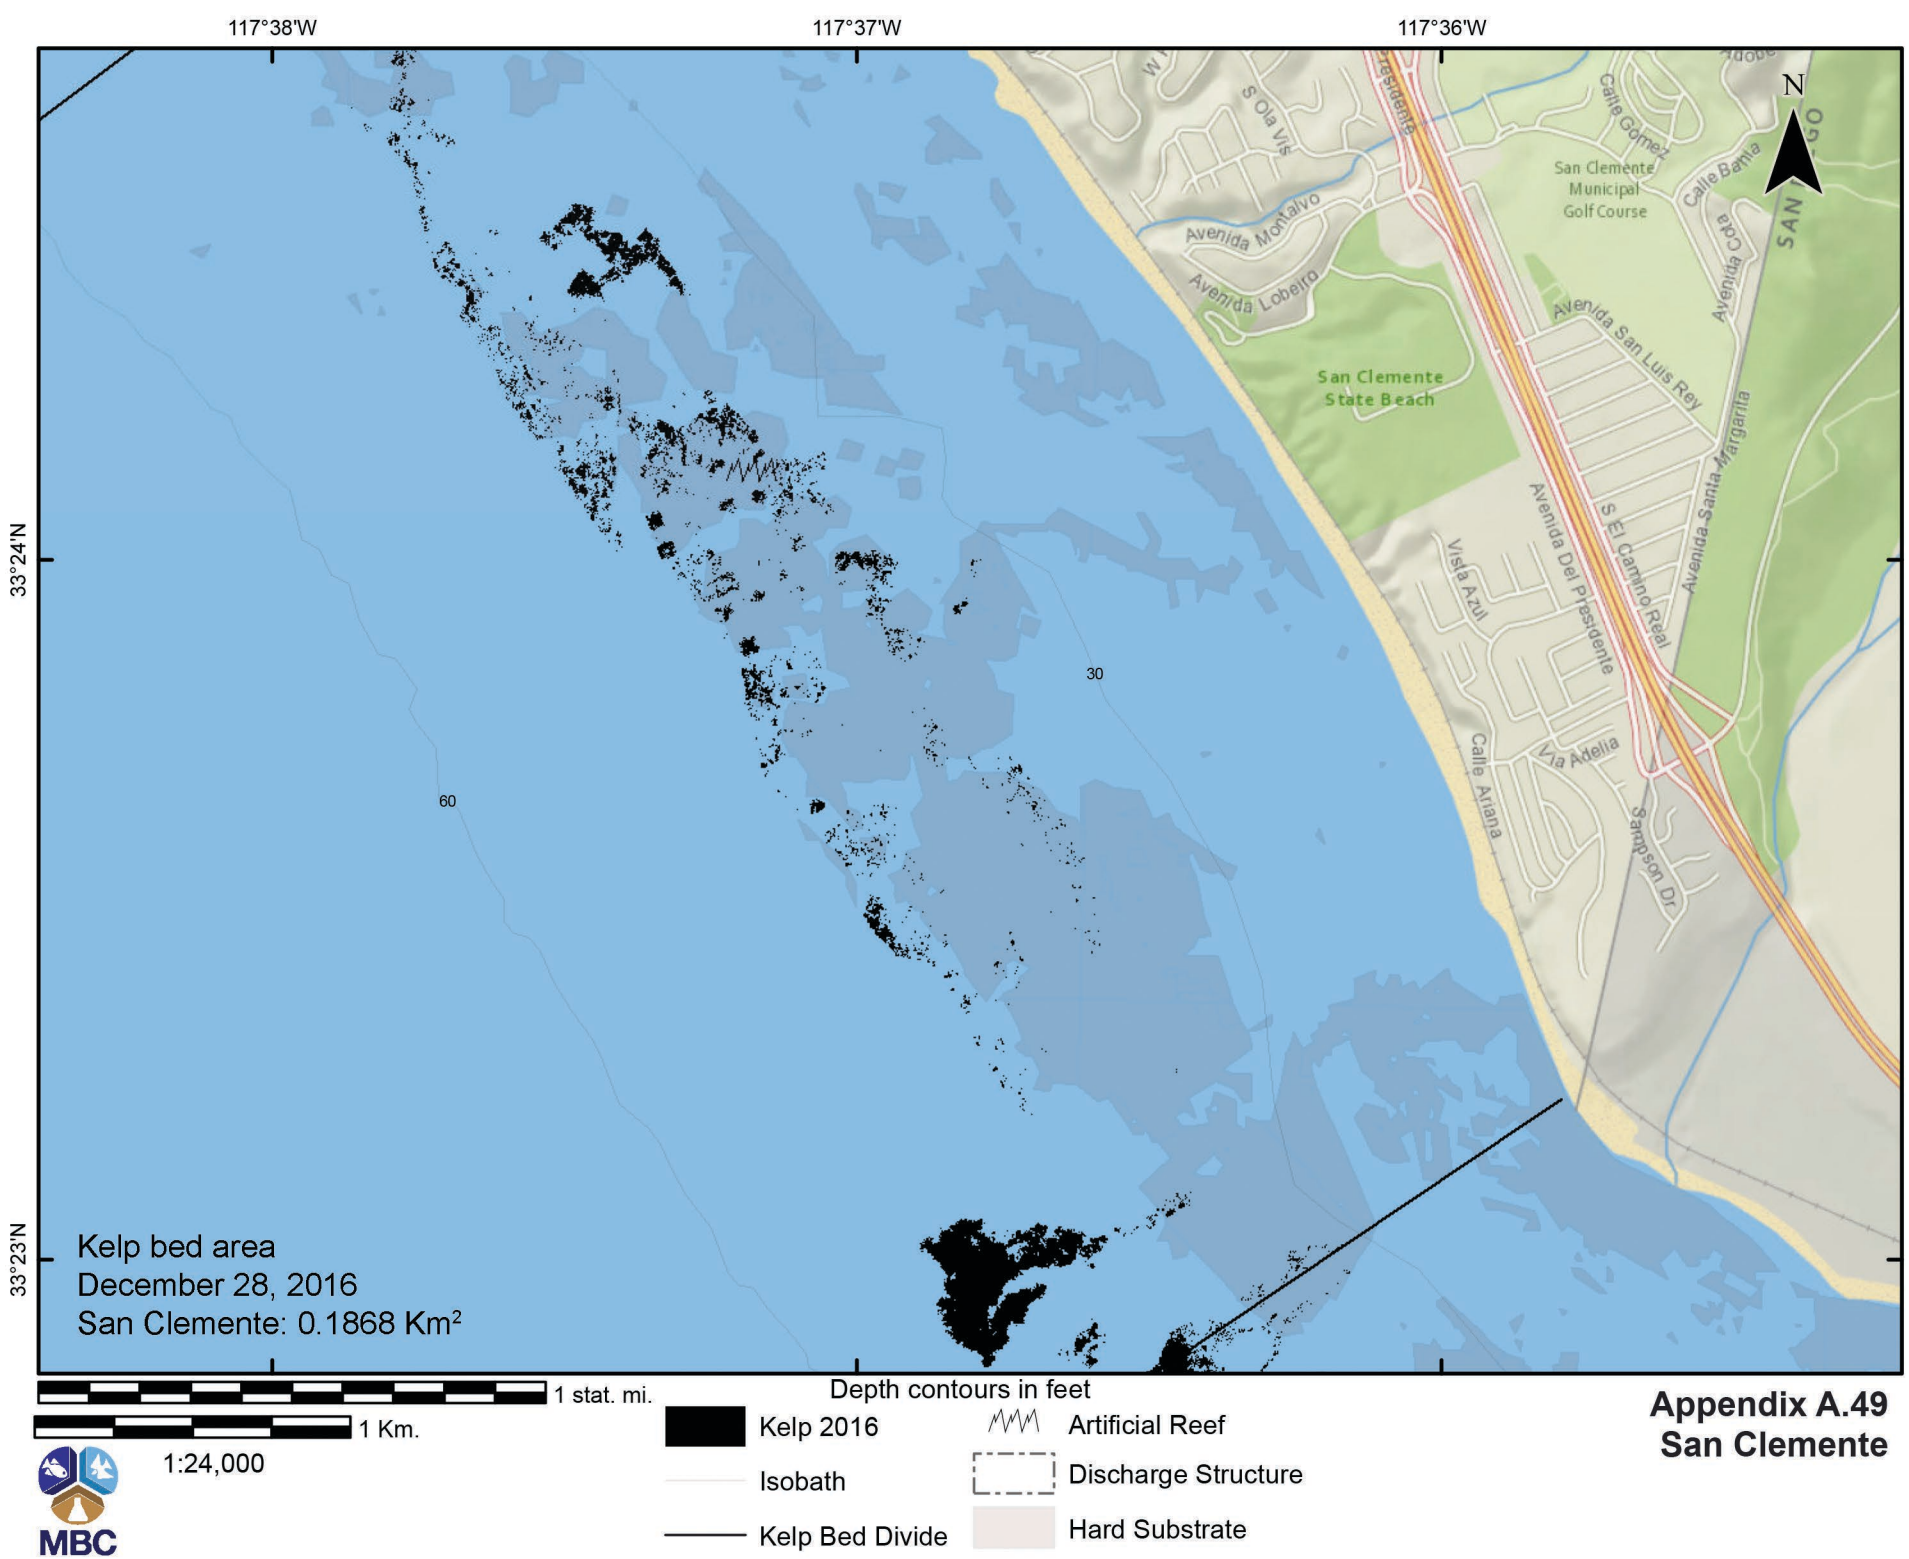 117°38'W
117°37'W
117°36'W
N
S Ola Vis
Avenida Montalvo
Avenida Lobeiro
Calle Gomez
Calle Bahia
Avenida Cota
San Clemente
Municipal
Golf Course
San Clemente
State Beach
Avenida San Luis Rey
Avenida Santa Margarita
S El Camino Real
Avenida Del Presidente
Vista Azul
Via Adelia
Calle Ariana
Sampson Dr
33°24'N
33°23'N
30
60
Kelp bed area
December 28, 2016
San Clemente: 0.1868 Km²
1 stat. mi.
1 Km.
1:24,000
MBC
Depth contours in feet
Kelp 2016
Isobath
Kelp Bed Divide
Artificial Reef
Discharge Structure
Hard Substrate
Appendix A.49
San Clemente